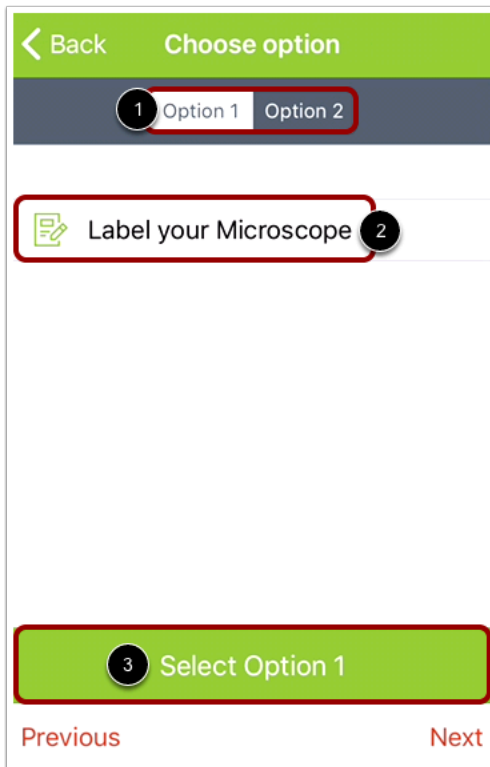 Back Choose option
1 Option 1 Option 2
Label your Microscope 2
3 Select Option 1
Previous Next